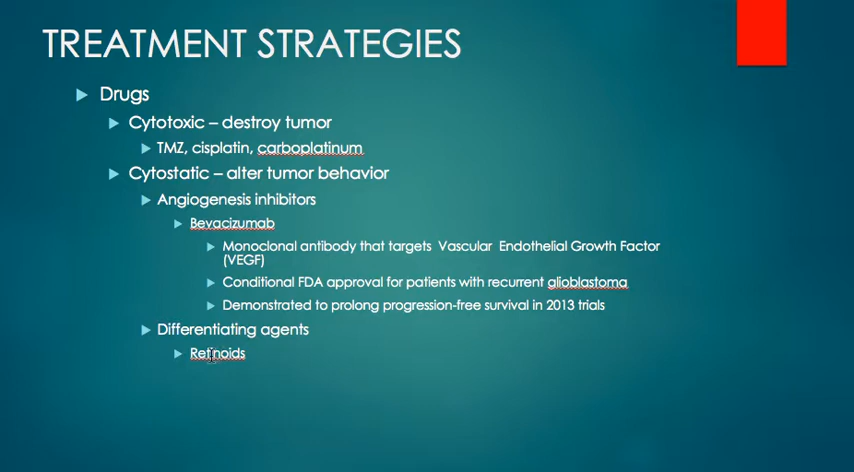 TREATMENT STRATEGIES
Drugs
Cytotoxic – destroy tumor
TMZ, cisplatin, carboplatinum
Cytostatic – alter tumor behavior
Angiogenesis inhibitors
Bevacizumab
Monoclonal antibody that targets Vascular Endothelial Growth Factor
(VEGF)
Conditional FDA approval for patients with recurrent glioblastoma
Demonstrated to prolong progression-free survival in 2013 trials
Differentiating agents
Retinoids